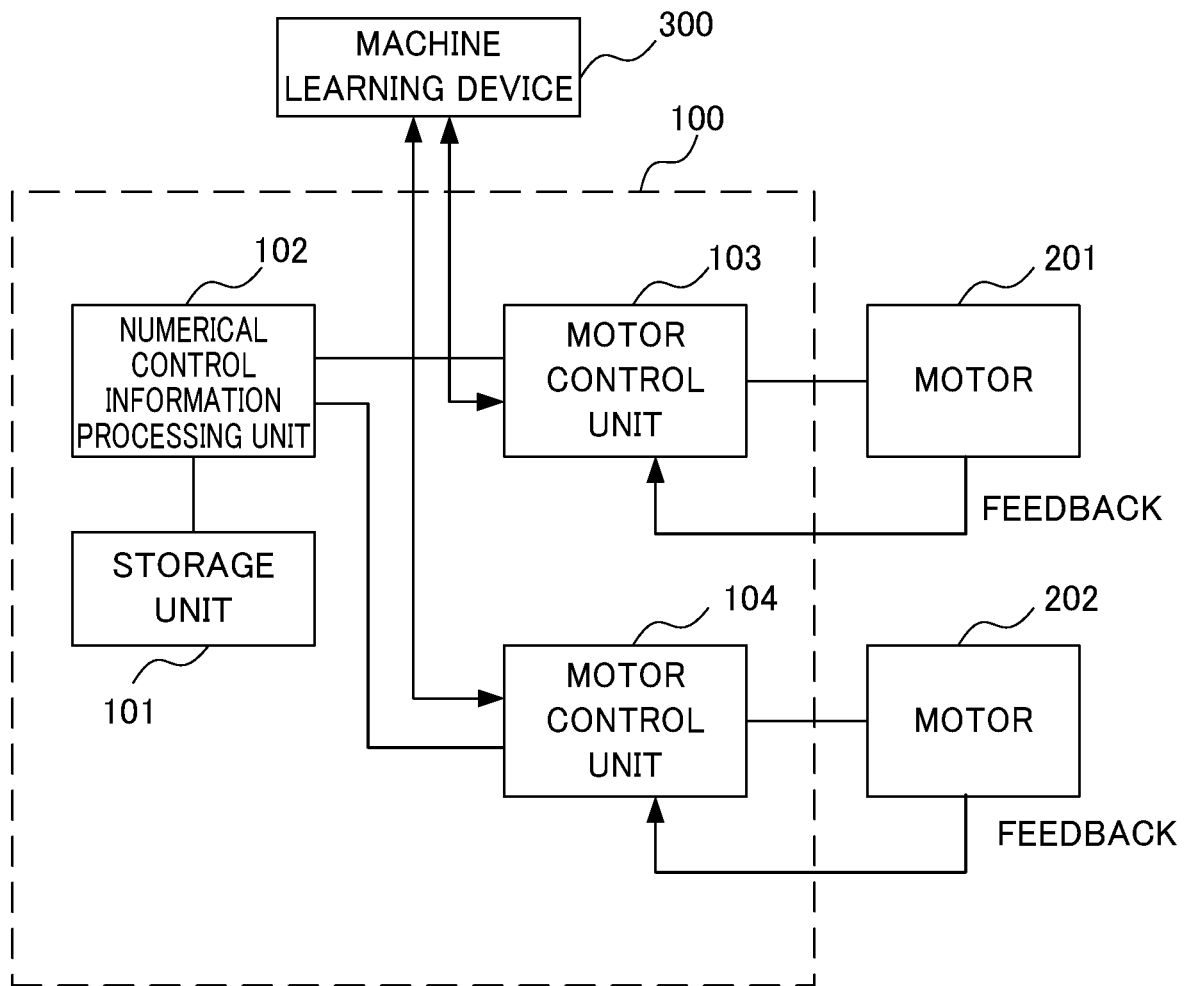 MACHINE
LEARNING DEVICE
300
100
102
103
201
NUMERICAL
CONTROL
INFORMATION
PROCESSING UNIT
MOTOR
CONTROL
UNIT
MOTOR
FEEDBACK
STORAGE
UNIT
101
104
202
MOTOR
CONTROL
UNIT
MOTOR
FEEDBACK